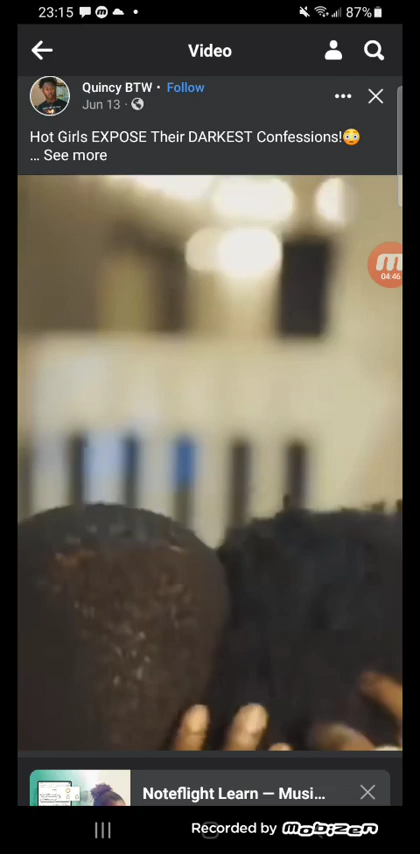 23:15
87%
Video
Quincy BTW • Follow
Jun 13 •
Hot Girls EXPOSE Their DARKEST Confessions!😳
… See more
04:46
Noteflight Learn — Musi...
Recorded by mobizen